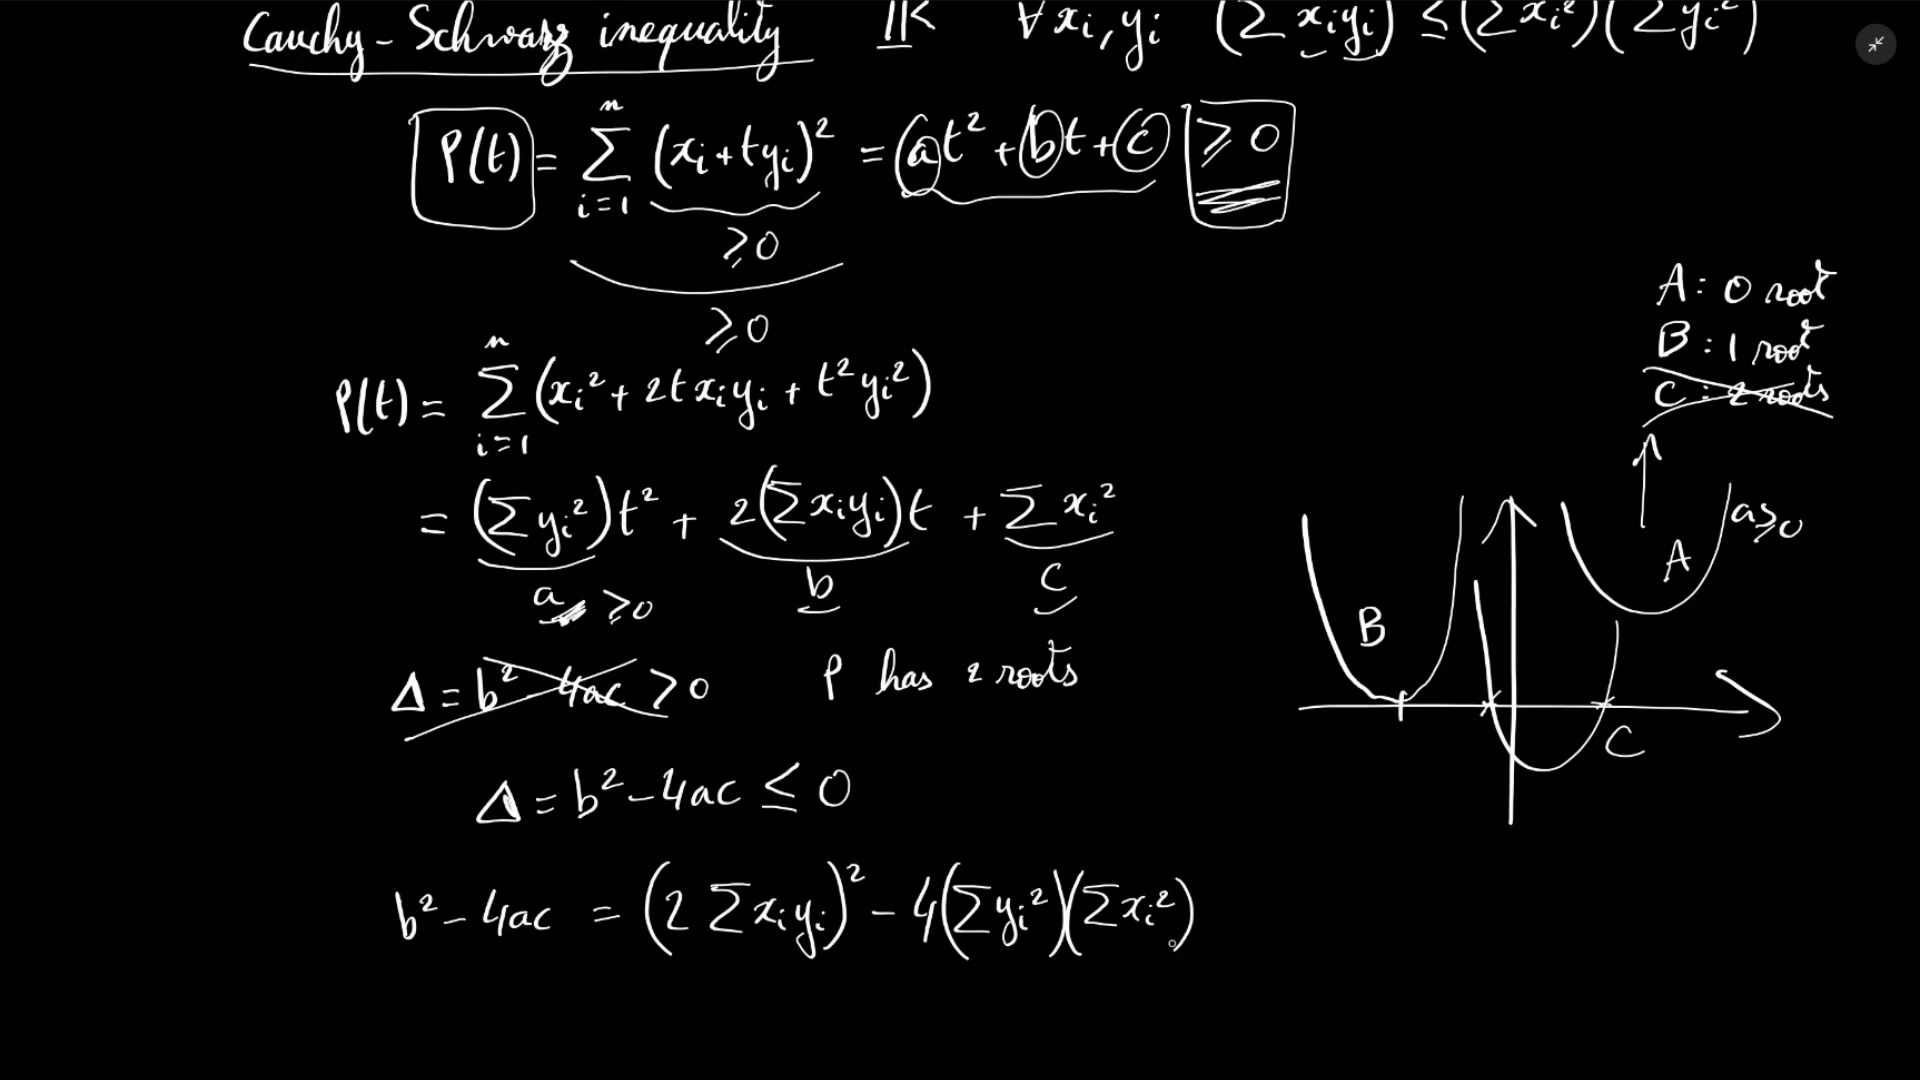 Cauchy-Schwarz inequality ℝ ∀ xᵢ, yᵢ (Σ xᵢyᵢ) ≤ (Σ xᵢ²)(Σ yᵢ²)
P(t) = Σ_{i=1}^{n} (xᵢ + tyᵢ)² = at² + bt + c ≥ 0
≥ 0
≥ 0
P(t) = Σ_{i=1}^{n} (xᵢ² + 2txᵢyᵢ + t²yᵢ²)
= (Σ yᵢ²)t² + 2(Σ xᵢyᵢ)t + Σ xᵢ²
a ≥ 0 b c
Δ = b² - 4ac > 0 P has 2 roots
Δ = b² - 4ac ≤ 0
b² - 4ac = (2 Σ xᵢyᵢ)² - 4(Σ yᵢ²)(Σ xᵢ²)
A : 0 root
B : 1 root
C : 2 roots
a ≥ 0
A
B
C